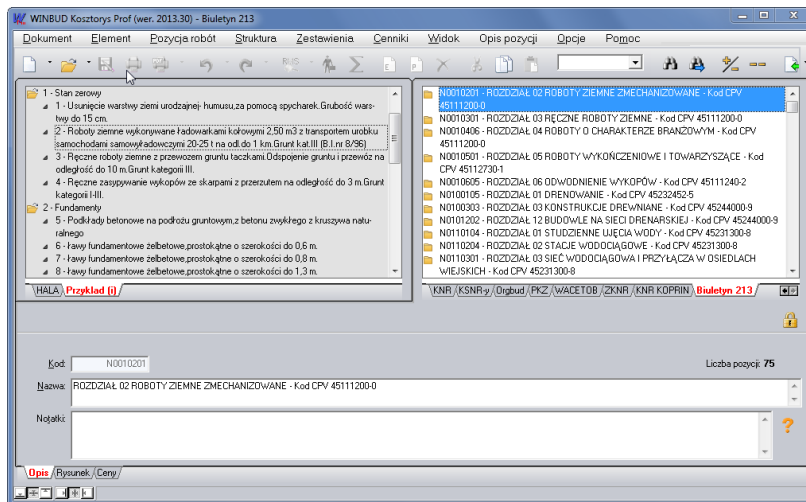 WINBUD Kosztorys Prof (wer. 2013.30) - Biuletyn 213
Dokument Element Pozycja robót Struktura Zestawienia Cenniki Widok Opis pozycji Opcje Pomoc
1 - Stan zerowy
1 - Usunięcie warstwy ziemi urodzajnej- humusu,za pomocą spycharek.Grubość wars-
twy do 15 cm.
2 - Roboty ziemne wykonywane ładowarkami kołowymi 2,50 m3 z transportem urobku
samochodami samowyładowczymi 20-25 t na odl.do 1 km.Grunt kat.III (B.I.nr 8/96)
3 - Ręczne roboty ziemne z przewozem gruntu taczkami.Odspojenie gruntu i przewóz na
odległość do 10 m.Grunt kategorii III.
4 - Ręczne zasypywanie wykopów ze skarpami z przerzutem na odległość do 3 m.Grunt
kategorii I-III.
2 - Fundamenty
5 - Podkłady betonowe na podłożu gruntowym,z betonu zwykłego z kruszywa natu-
ralnego
6 - Ławy fundamentowe żelbetowe,prostokątne o szerokości do 0,6 m.
7 - Ławy fundamentowe żelbetowe,prostokątne o szerokości do 0,8 m.
8 - Ławy fundamentowe żelbetowe,prostokątne o szerokości do 1,3 m.
HALA Przykład (i)
N0010201 - ROZDZIAŁ 02 ROBOTY ZIEMNE ZMECHANIZOWANE - Kod CPV
45111200-0
N0010301 - ROZDZIAŁ 03 RĘCZNE ROBOTY ZIEMNE - Kod CPV 45111200-0
N0010406 - ROZDZIAŁ 04 ROBOTY O CHARAKTERZE BRANŻOWYM - Kod CPV
45111200-0
N0010501 - ROZDZIAŁ 05 ROBOTY WYKOŃCZENIOWE I TOWARZYSZĄCE - Kod
CPV 45112730-1
N0010605 - ROZDZIAŁ 06 ODWODNIENIE WYKOPÓW - Kod CPV 45111240-2
N0100105 - ROZDZIAŁ 01 DRENOWANIE - Kod CPV 45232452-5
N0100303 - ROZDZIAŁ 03 KONSTRUKCJE DREWNIANE - Kod CPV 45244000-9
N0101202 - ROZDZIAŁ 12 BUDOWLE NA SIECI DRENARSKIEJ - Kod CPV 45244000-9
N0110104 - ROZDZIAŁ 01 STUDZIENNE UJĘCIA WODY - Kod CPV 45231300-8
N0110204 - ROZDZIAŁ 02 STACJE WODOCIĄGOWE - Kod CPV 45231300-8
N0110301 - ROZDZIAŁ 03 SIEĆ WODOCIĄGOWA I PRZYŁĄCZA W OSIEDLACH
WIEJSKICH - Kod CPV 45231300-8
KNR KSNR-y Orgbud PKZ WACETOB ZKNR KNR KOPRIN Biuletyn 213
Kod: N0010201 Liczba pozycji: 75
Nazwa: ROZDZIAŁ 02 ROBOTY ZIEMNE ZMECHANIZOWANE - Kod CPV 45111200-0
Notatki:
Opis Rysunek Ceny